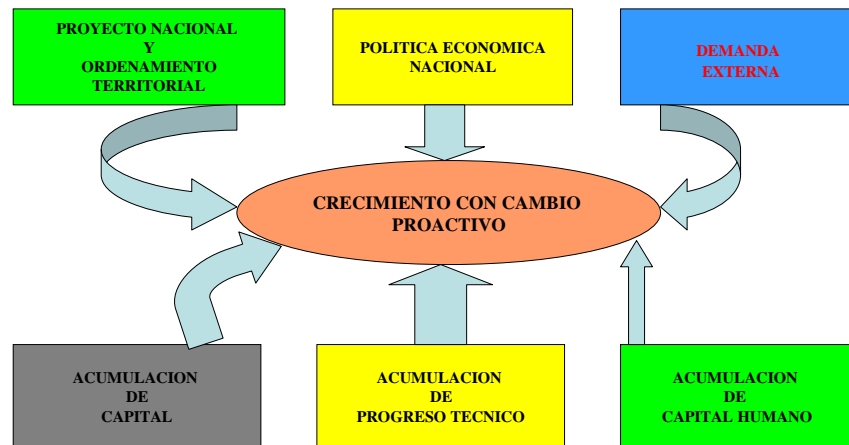 PROYECTO NACIONAL
Y
ORDENAMIENTO
TERRITORIAL
POLITICA ECONOMICA
NACIONAL
DEMANDA
EXTERNA
CRECIMIENTO CON CAMBIO
PROACTIVO
ACUMULACION
DE
CAPITAL
ACUMULACION
DE
PROGRESO TECNICO
ACUMULACION
DE
CAPITAL HUMANO